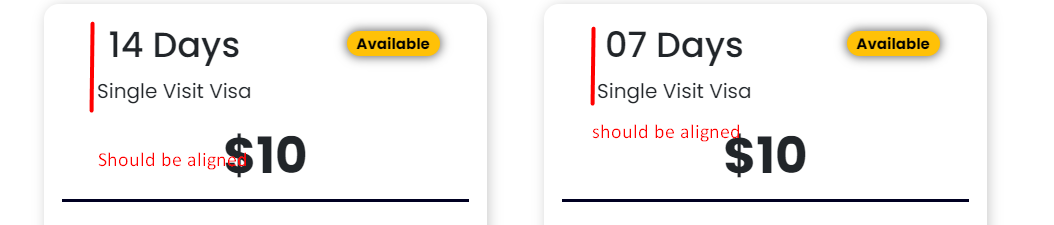 14 Days
Available
Single Visit Visa
Should be aligned
$10
07 Days
Available
Single Visit Visa
should be aligned
$10